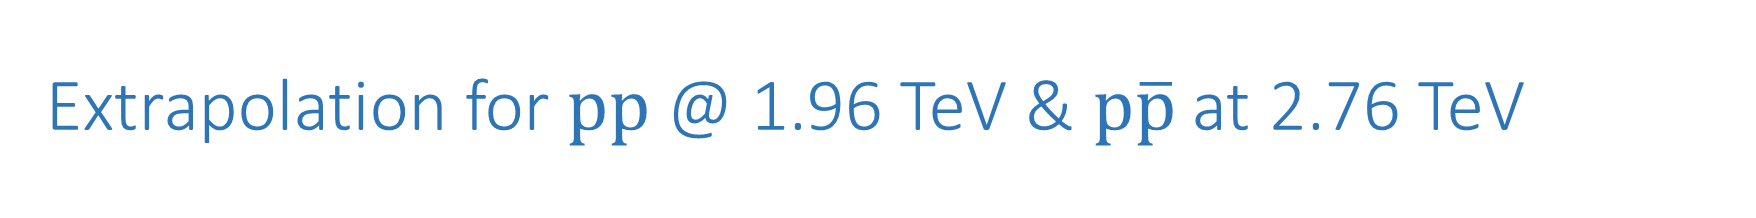 Extrapolation for pp @ 1.96 TeV & pp̅ at 2.76 TeV